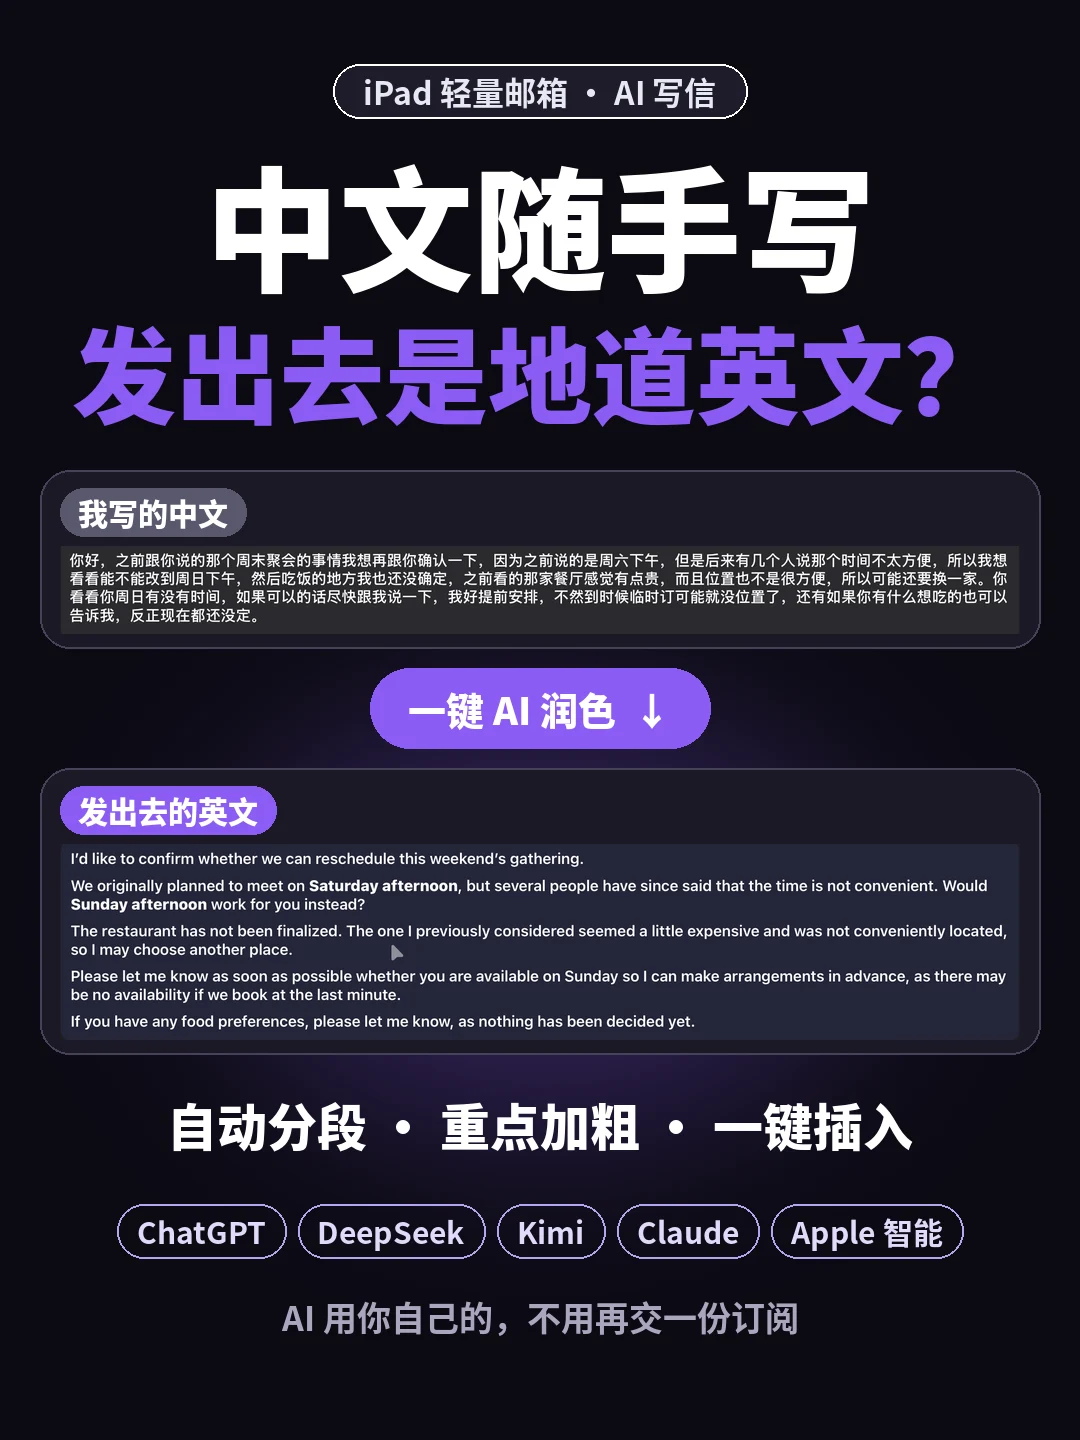 iPad 轻量邮箱 · AI 写信
中文随手写
发出去是地道英文？
我写的中文
你好，之前跟你说的那个周末聚会的事情我想再跟你确认一下，因为之前说的是周六下午，但是后来有几个人说那个时间不太方便，所以我想
看看能不能改到周日下午，然后吃饭的地方我也还没确定，之前看的那家餐厅感觉有点贵，而且位置也不是很方便，所以可能还要换一家。你
看看你周日有没有时间，如果可以的话尽快跟我说一下，我好提前安排，不然到时候临时订可能就没位置了，还有如果你有什么想吃的也可以
告诉我，反正现在都还没定。
一键 AI 润色 ↓
发出去的英文
I’d like to confirm whether we can reschedule this weekend’s gathering.
We originally planned to meet on Saturday afternoon, but several people have since said that the time is not convenient. Would
Sunday afternoon work for you instead?
The restaurant has not been finalized. The one I previously considered seemed a little expensive and was not conveniently located,
so I may choose another place.
Please let me know as soon as possible whether you are available on Sunday so I can make arrangements in advance, as there may
be no availability if we book at the last minute.
If you have any food preferences, please let me know, as nothing has been decided yet.
自动分段 · 重点加粗 · 一键插入
ChatGPT DeepSeek Kimi Claude Apple 智能
AI 用你自己的，不用再交一份订阅